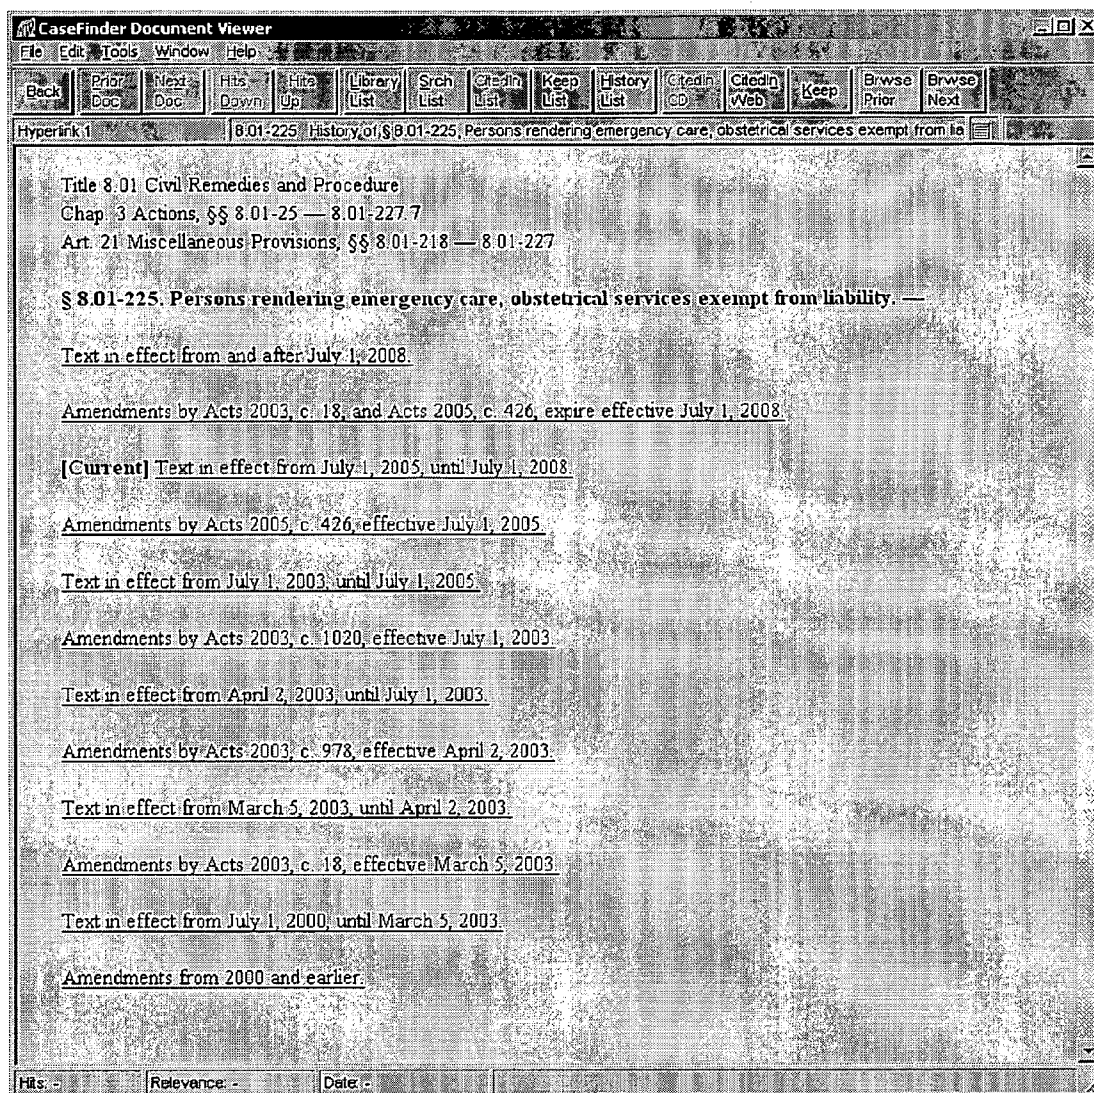 CaseFinder Document Viewer
File Edit Tools Window Help
Back Prior Doc Next Doc Hits Down Hits Up Library List Srch List CitedIn List Keep List History List CitedIn CD CitedIn Web Keep Brwse Prior Brwse Next
Hyperlink 1 8.01-225 History of § 8.01-225, Persons rendering emergency care, obstetrical services exempt from lia
Title 8.01 Civil Remedies and Procedure
Chap. 3 Actions, §§ 8.01-25 — 8.01-227.7
Art. 21 Miscellaneous Provisions, §§ 8.01-218 — 8.01-227
§ 8.01-225. Persons rendering emergency care, obstetrical services exempt from liability. —
Text in effect from and after July 1, 2008.
Amendments by Acts 2003, c. 18, and Acts 2005, c. 426, expire effective July 1, 2008.
[Current] Text in effect from July 1, 2005, until July 1, 2008.
Amendments by Acts 2005, c. 426, effective July 1, 2005.
Text in effect from July 1, 2003, until July 1, 2005.
Amendments by Acts 2003, c. 1020, effective July 1, 2003.
Text in effect from April 2, 2003, until July 1, 2003.
Amendments by Acts 2003, c. 978, effective April 2, 2003.
Text in effect from March 5, 2003, until April 2, 2003.
Amendments by Acts 2003, c. 18, effective March 5, 2003.
Text in effect from July 1, 2000, until March 5, 2003.
Amendments from 2000 and earlier.
Hits: - Relevance: - Date: -